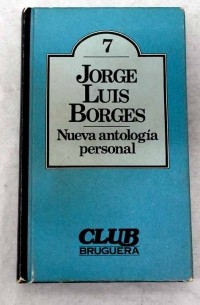 7
JORGE
LUIS
BORGES
Nueva antología
personal
CLUB
BRUGUERA